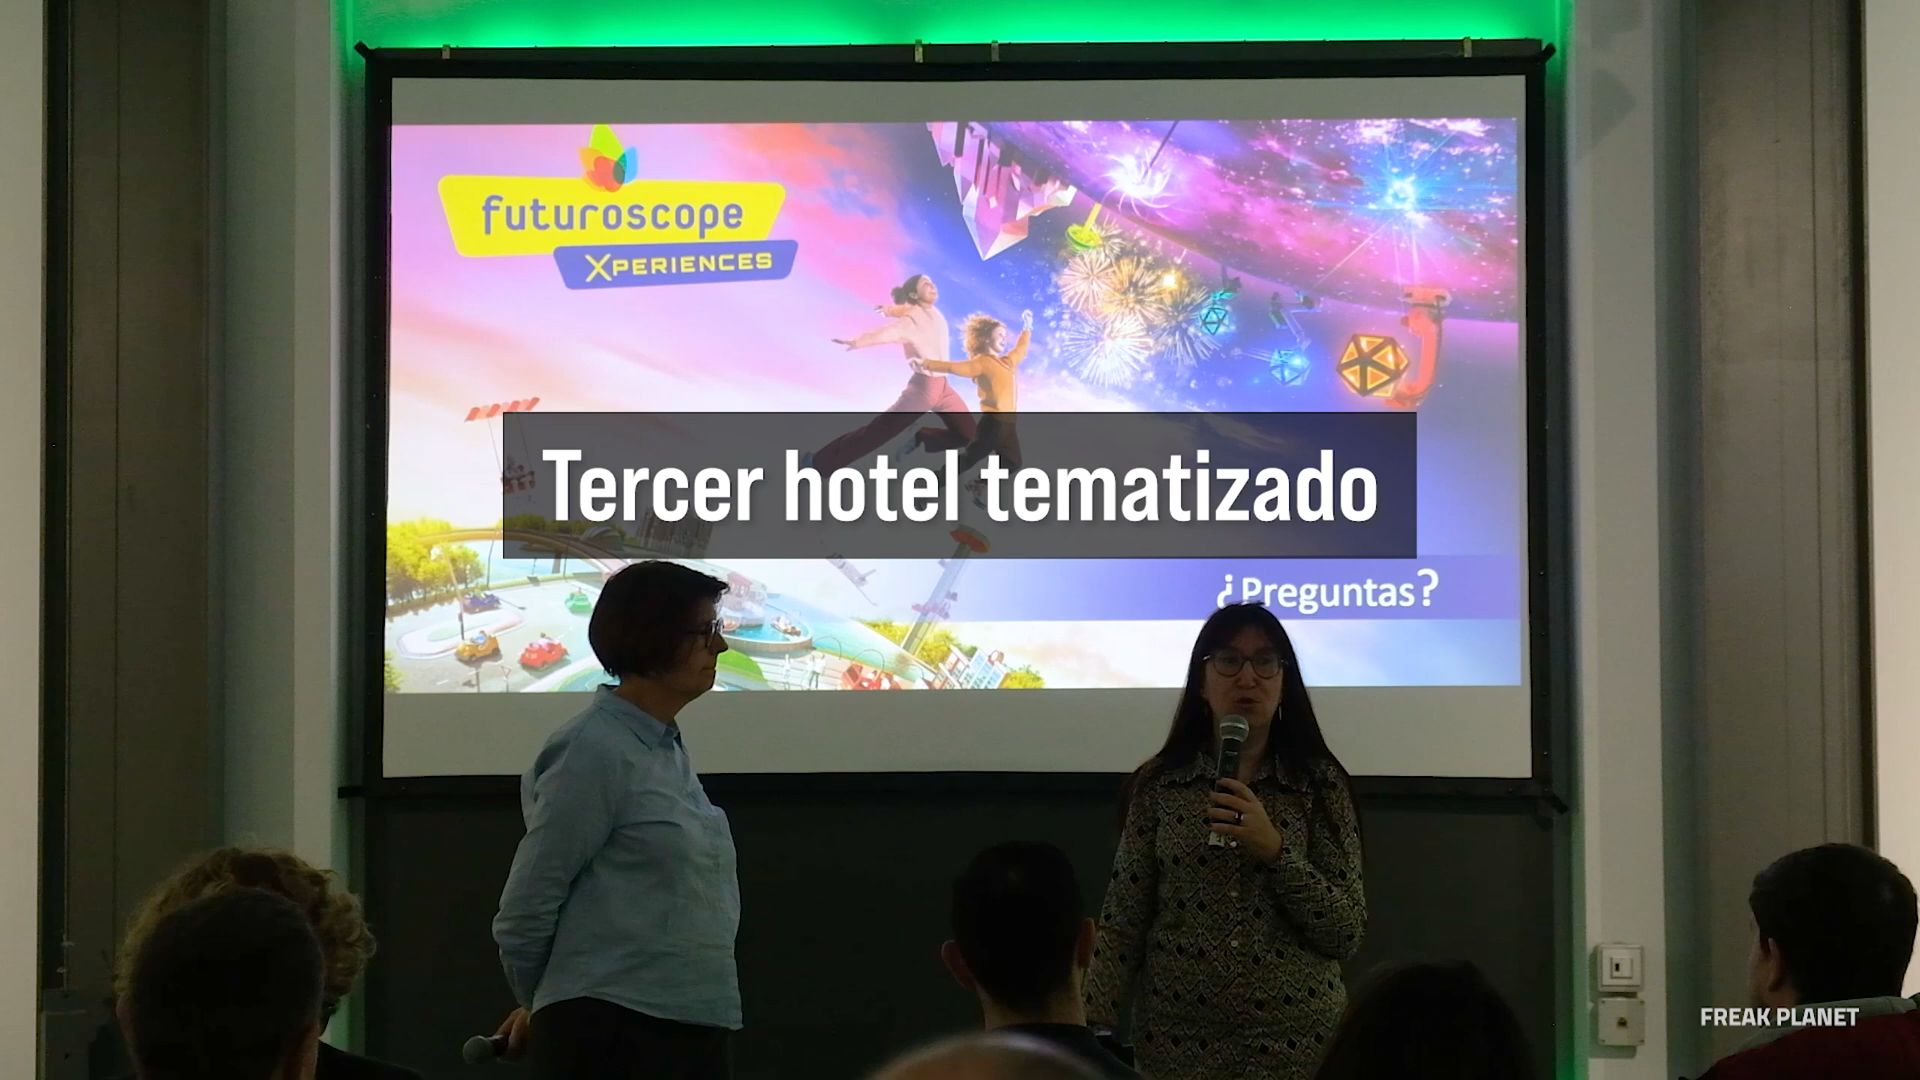 futuroscope
XPERIENCES
Tercer hotel tematizado
¿Preguntas?
FREAK PLANET